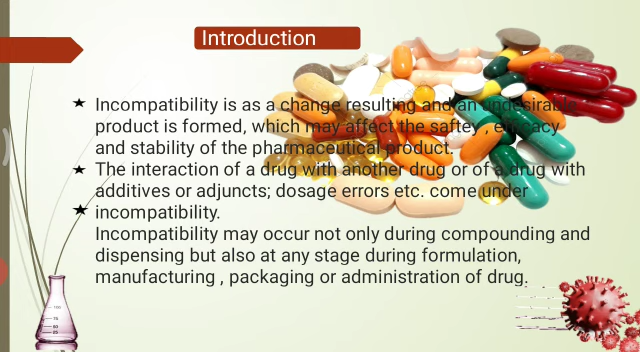 Introduction
Incompatibility is as a change resulting and an undesirable
product is formed, which may affect the saftey , efficacy
and stability of the pharmaceutical product.
The interaction of a drug with another drug or of a drug with
additives or adjuncts; dosage errors etc. come under
incompatibility.
Incompatibility may occur not only during compounding and
dispensing but also at any stage during formulation,
manufacturing , packaging or administration of drug.